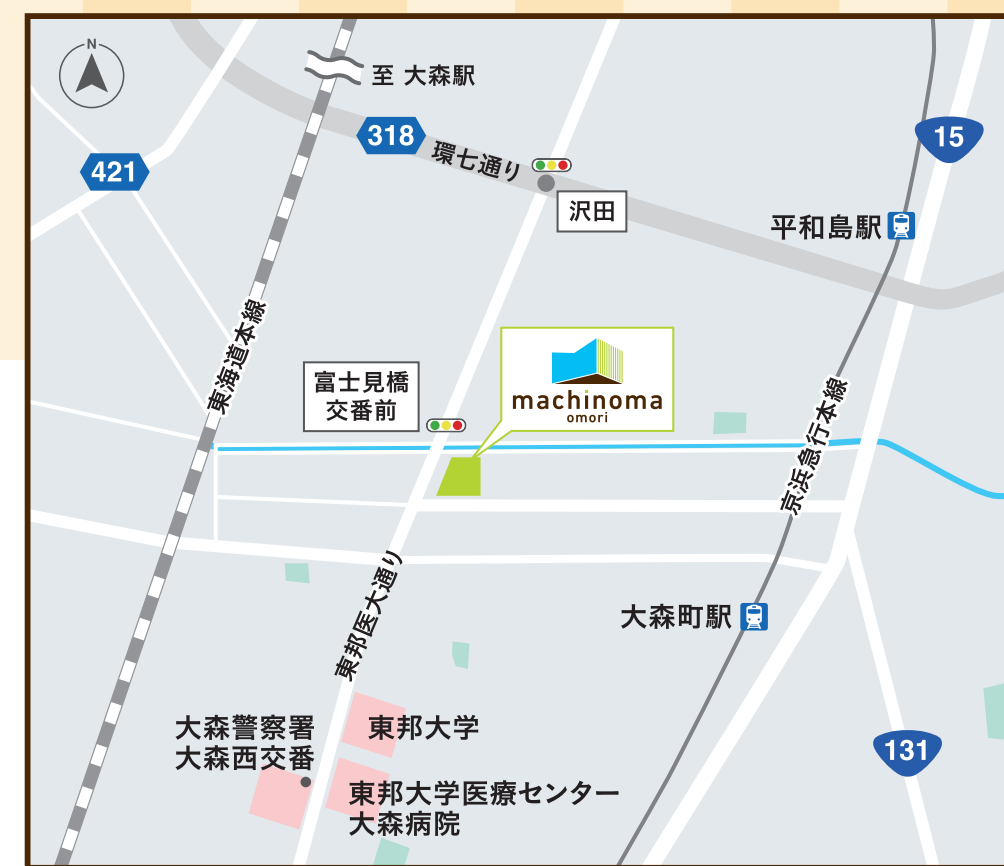 N
至 大森駅
318
環七通り
15
421
沢田
平和島駅
東海道本線
富士見橋
交番前
machinoma
omori
京浜急行本線
東邦医大通り
大森町駅
大森警察署
大森西交番
東邦大学
131
東邦大学医療センター
大森病院